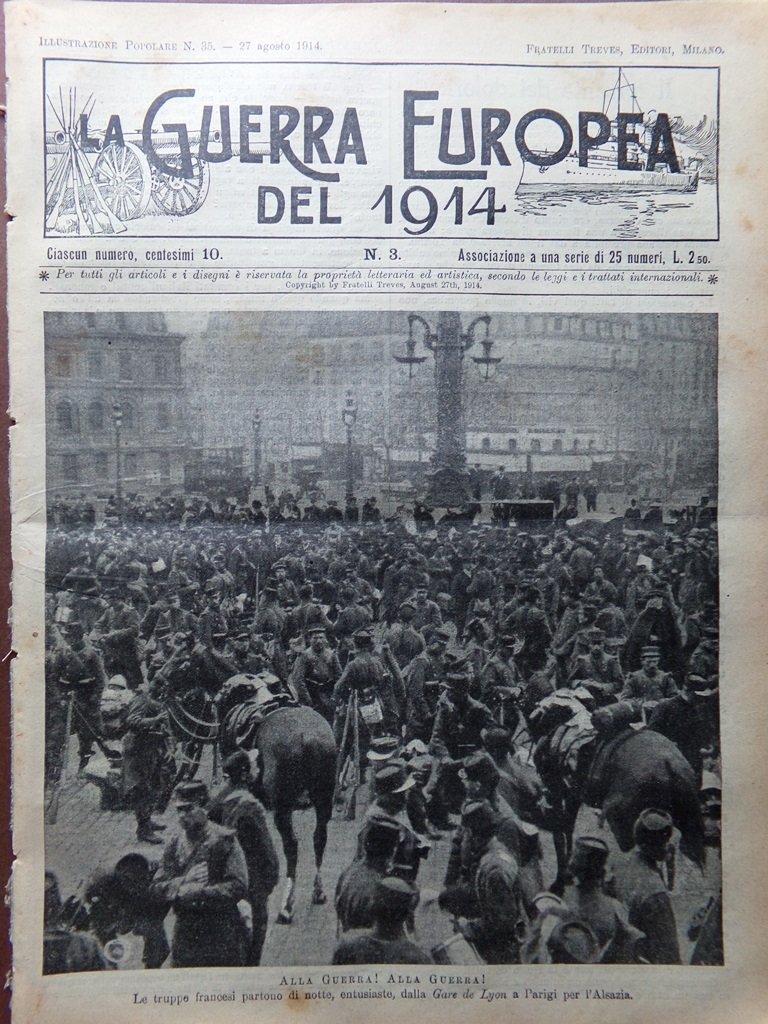 ILLUSTRAZIONE POPOLARE N. 35. — 27 agosto 1914. FRATELLI TREVES, EDITORI, MILANO.
LA GUERRA EUROPEA
DEL 1914
Ciascun numero, centesimi 10. N. 3. Associazione a una serie di 25 numeri, L. 2 50.
* Per tutti gli articoli e i disegni è riservata la proprietà letteraria ed artistica, secondo le leggi e i trattati internazionali. *
Copyright by Fratelli Treves, August 27th, 1914.
ALLA GUERRA! ALLA GUERRA!
Le truppe francesi partono di notte, entusiaste, dalla Gare de Lyon a Parigi per l'Alsazia.